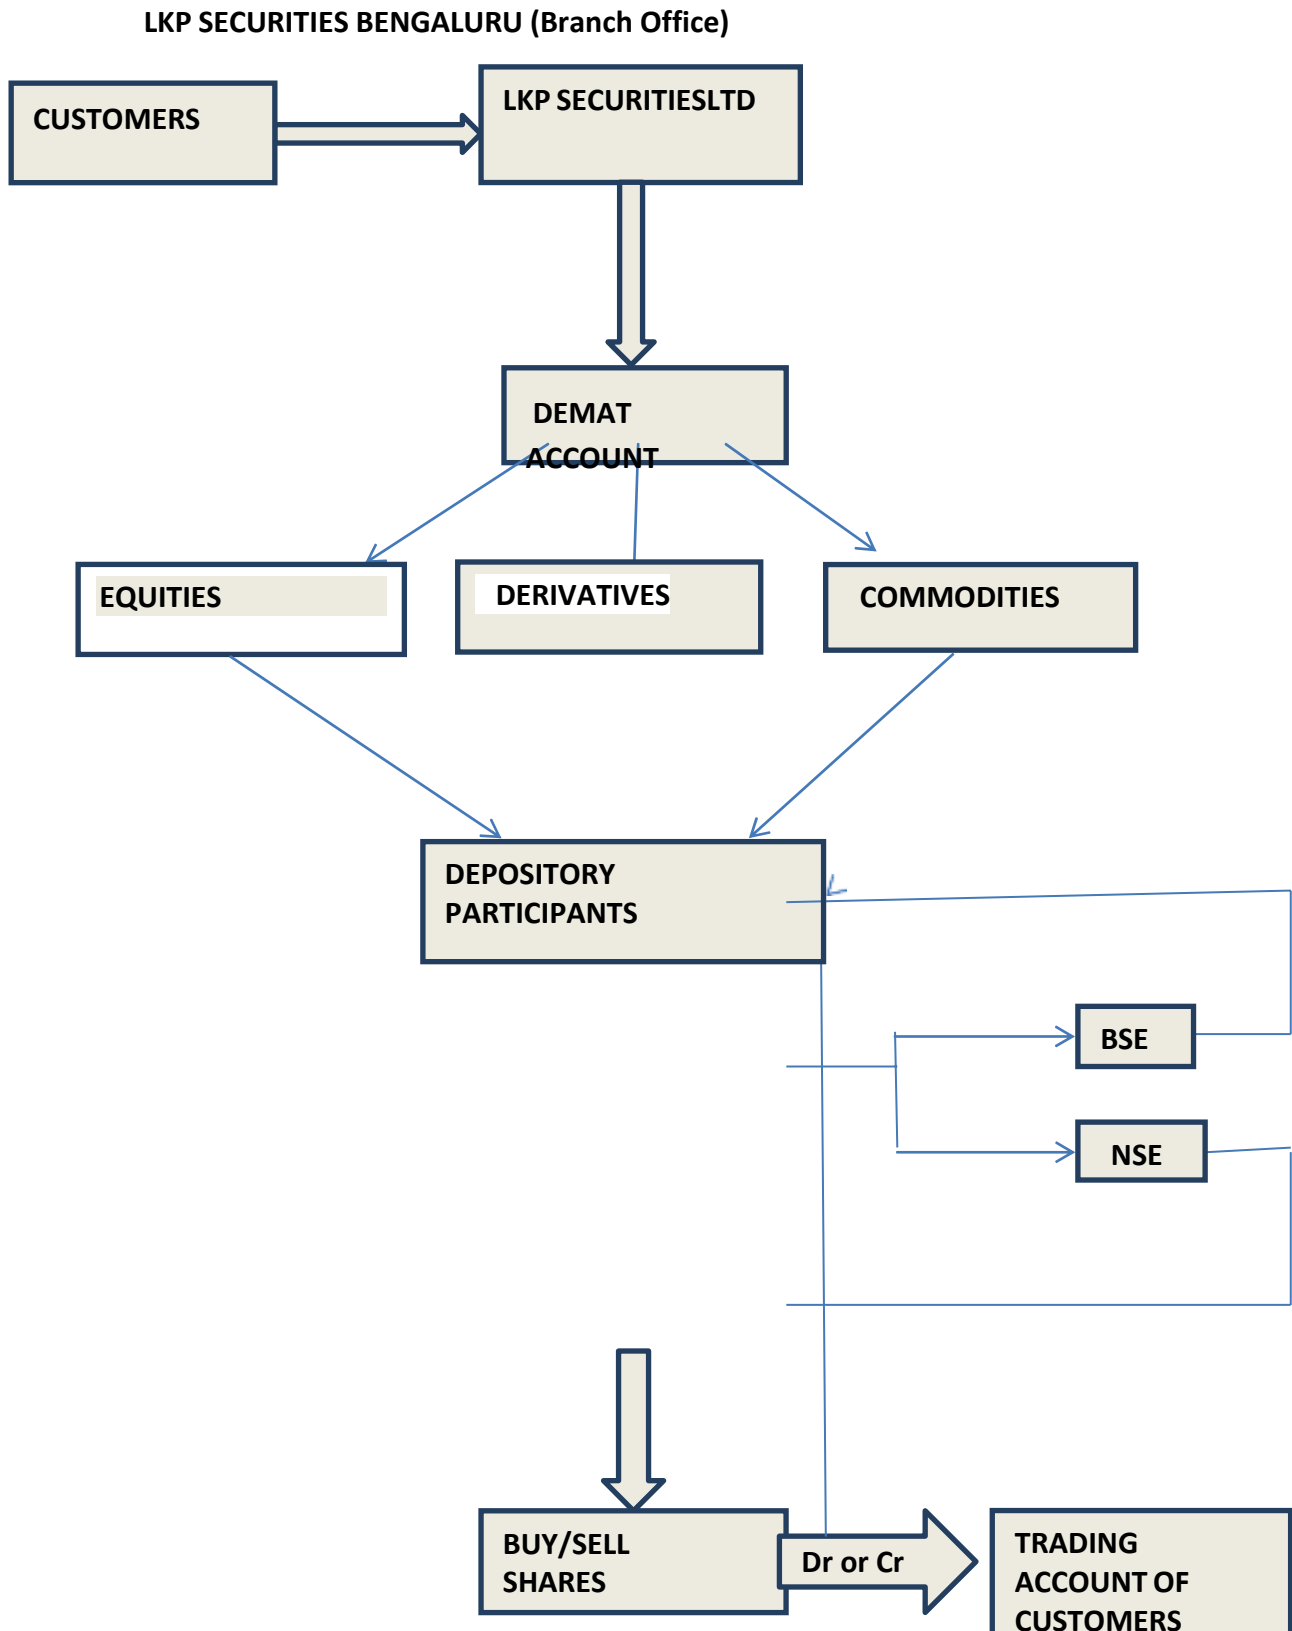 LKP SECURITIES BENGALURU (Branch Office)
CUSTOMERS
LKP SECURITIESLTD
DEMAT
ACCOUNT
EQUITIES
DERIVATIVES
COMMODITIES
DEPOSITORY
PARTICIPANTS
BSE
NSE
BUY/SELL
SHARES
Dr or Cr
TRADING
ACCOUNT OF
CUSTOMERS